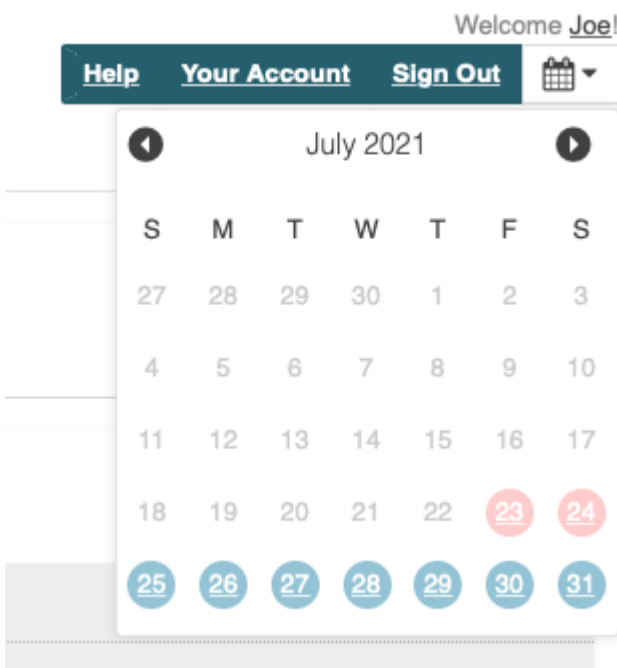 Welcome Joe!
Help Your Account Sign Out
July 2021
S M T W T F S
27 28 29 30 1 2 3
4 5 6 7 8 9 10
11 12 13 14 15 16 17
18 19 20 21 22 23 24
25 26 27 28 29 30 31